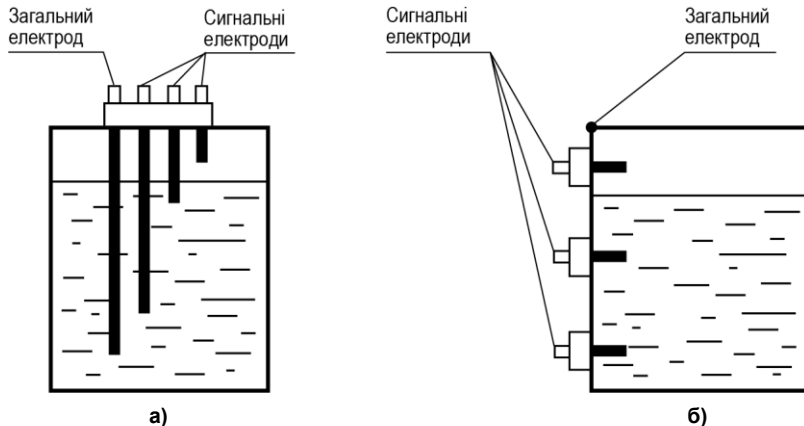 Загальний
електрод
Сигнальні
електроди
Сигнальні
електроди
Загальний
електрод
а)
б)